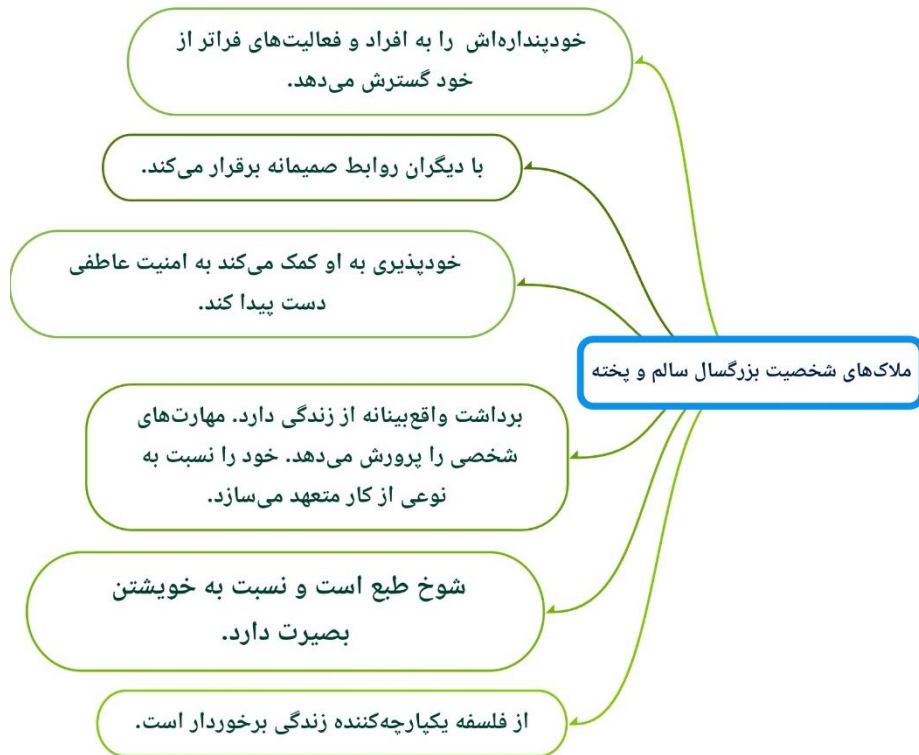 ملاک‌های شخصیت بزرگسال سالم و پخته
خودپنداره‌اش را به افراد و فعالیت‌های فراتر از
خود گسترش می‌دهد.
با دیگران روابط صمیمانه برقرار می‌کند.
خودپذیری به او کمک می‌کند به امنیت عاطفی
دست پیدا کند.
برداشت واقع‌بینانه از زندگی دارد. مهارت‌های
شخصی را پرورش می‌دهد. خود را نسبت به
نوعی از کار متعهد می‌سازد.
شوخ طبع است و نسبت به خویشتن
بصیرت دارد.
از فلسفه یکپارچه‌کننده زندگی برخوردار است.